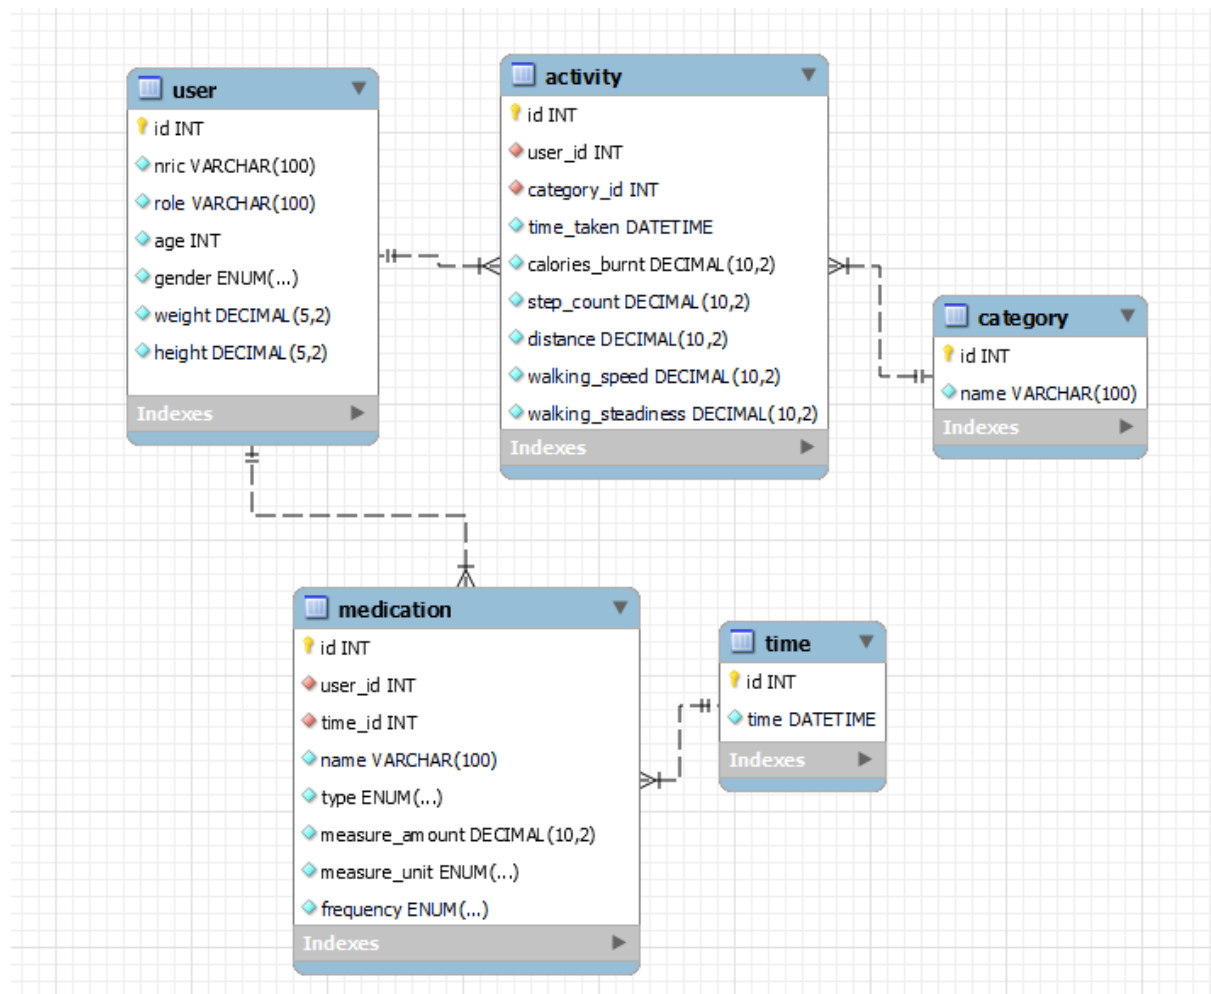 user
id INT
nric VARCHAR(100)
role VARCHAR(100)
age INT
gender ENUM(...)
weight DECIMAL(5,2)
height DECIMAL(5,2)
Indexes
activity
id INT
user_id INT
category_id INT
time_taken DATETIME
calories_burnt DECIMAL(10,2)
step_count DECIMAL(10,2)
distance DECIMAL(10,2)
walking_speed DECIMAL(10,2)
walking_steadiness DECIMAL(10,2)
Indexes
category
id INT
name VARCHAR(100)
Indexes
medication
id INT
user_id INT
time_id INT
name VARCHAR(100)
type ENUM(...)
measure_amount DECIMAL(10,2)
measure_unit ENUM(...)
frequency ENUM(...)
Indexes
time
id INT
time DATETIME
Indexes